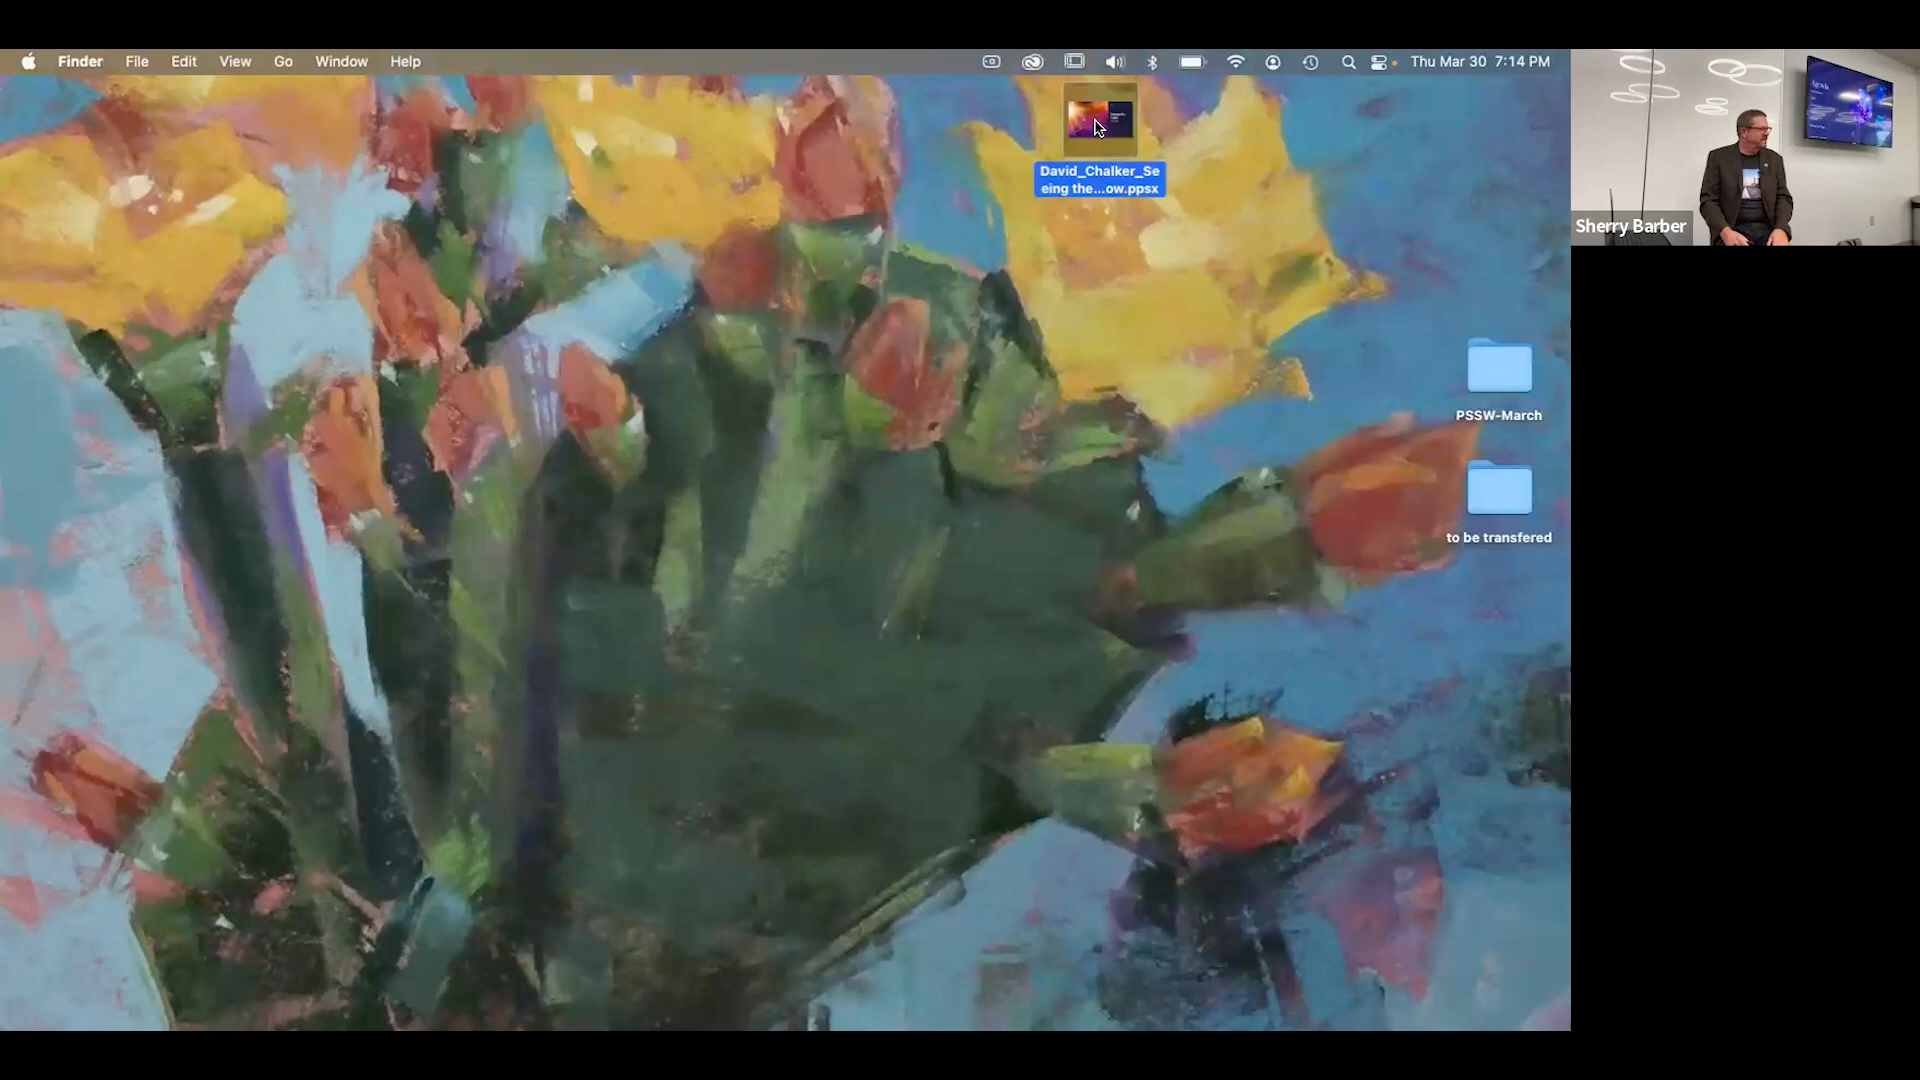 Finder File Edit View Go Window Help Thu Mar 30 7:14 PM
David_Chalker_Se
eing the...ow.ppsx
PSSW-March
to be transfered
Sherry Barber
Agenda